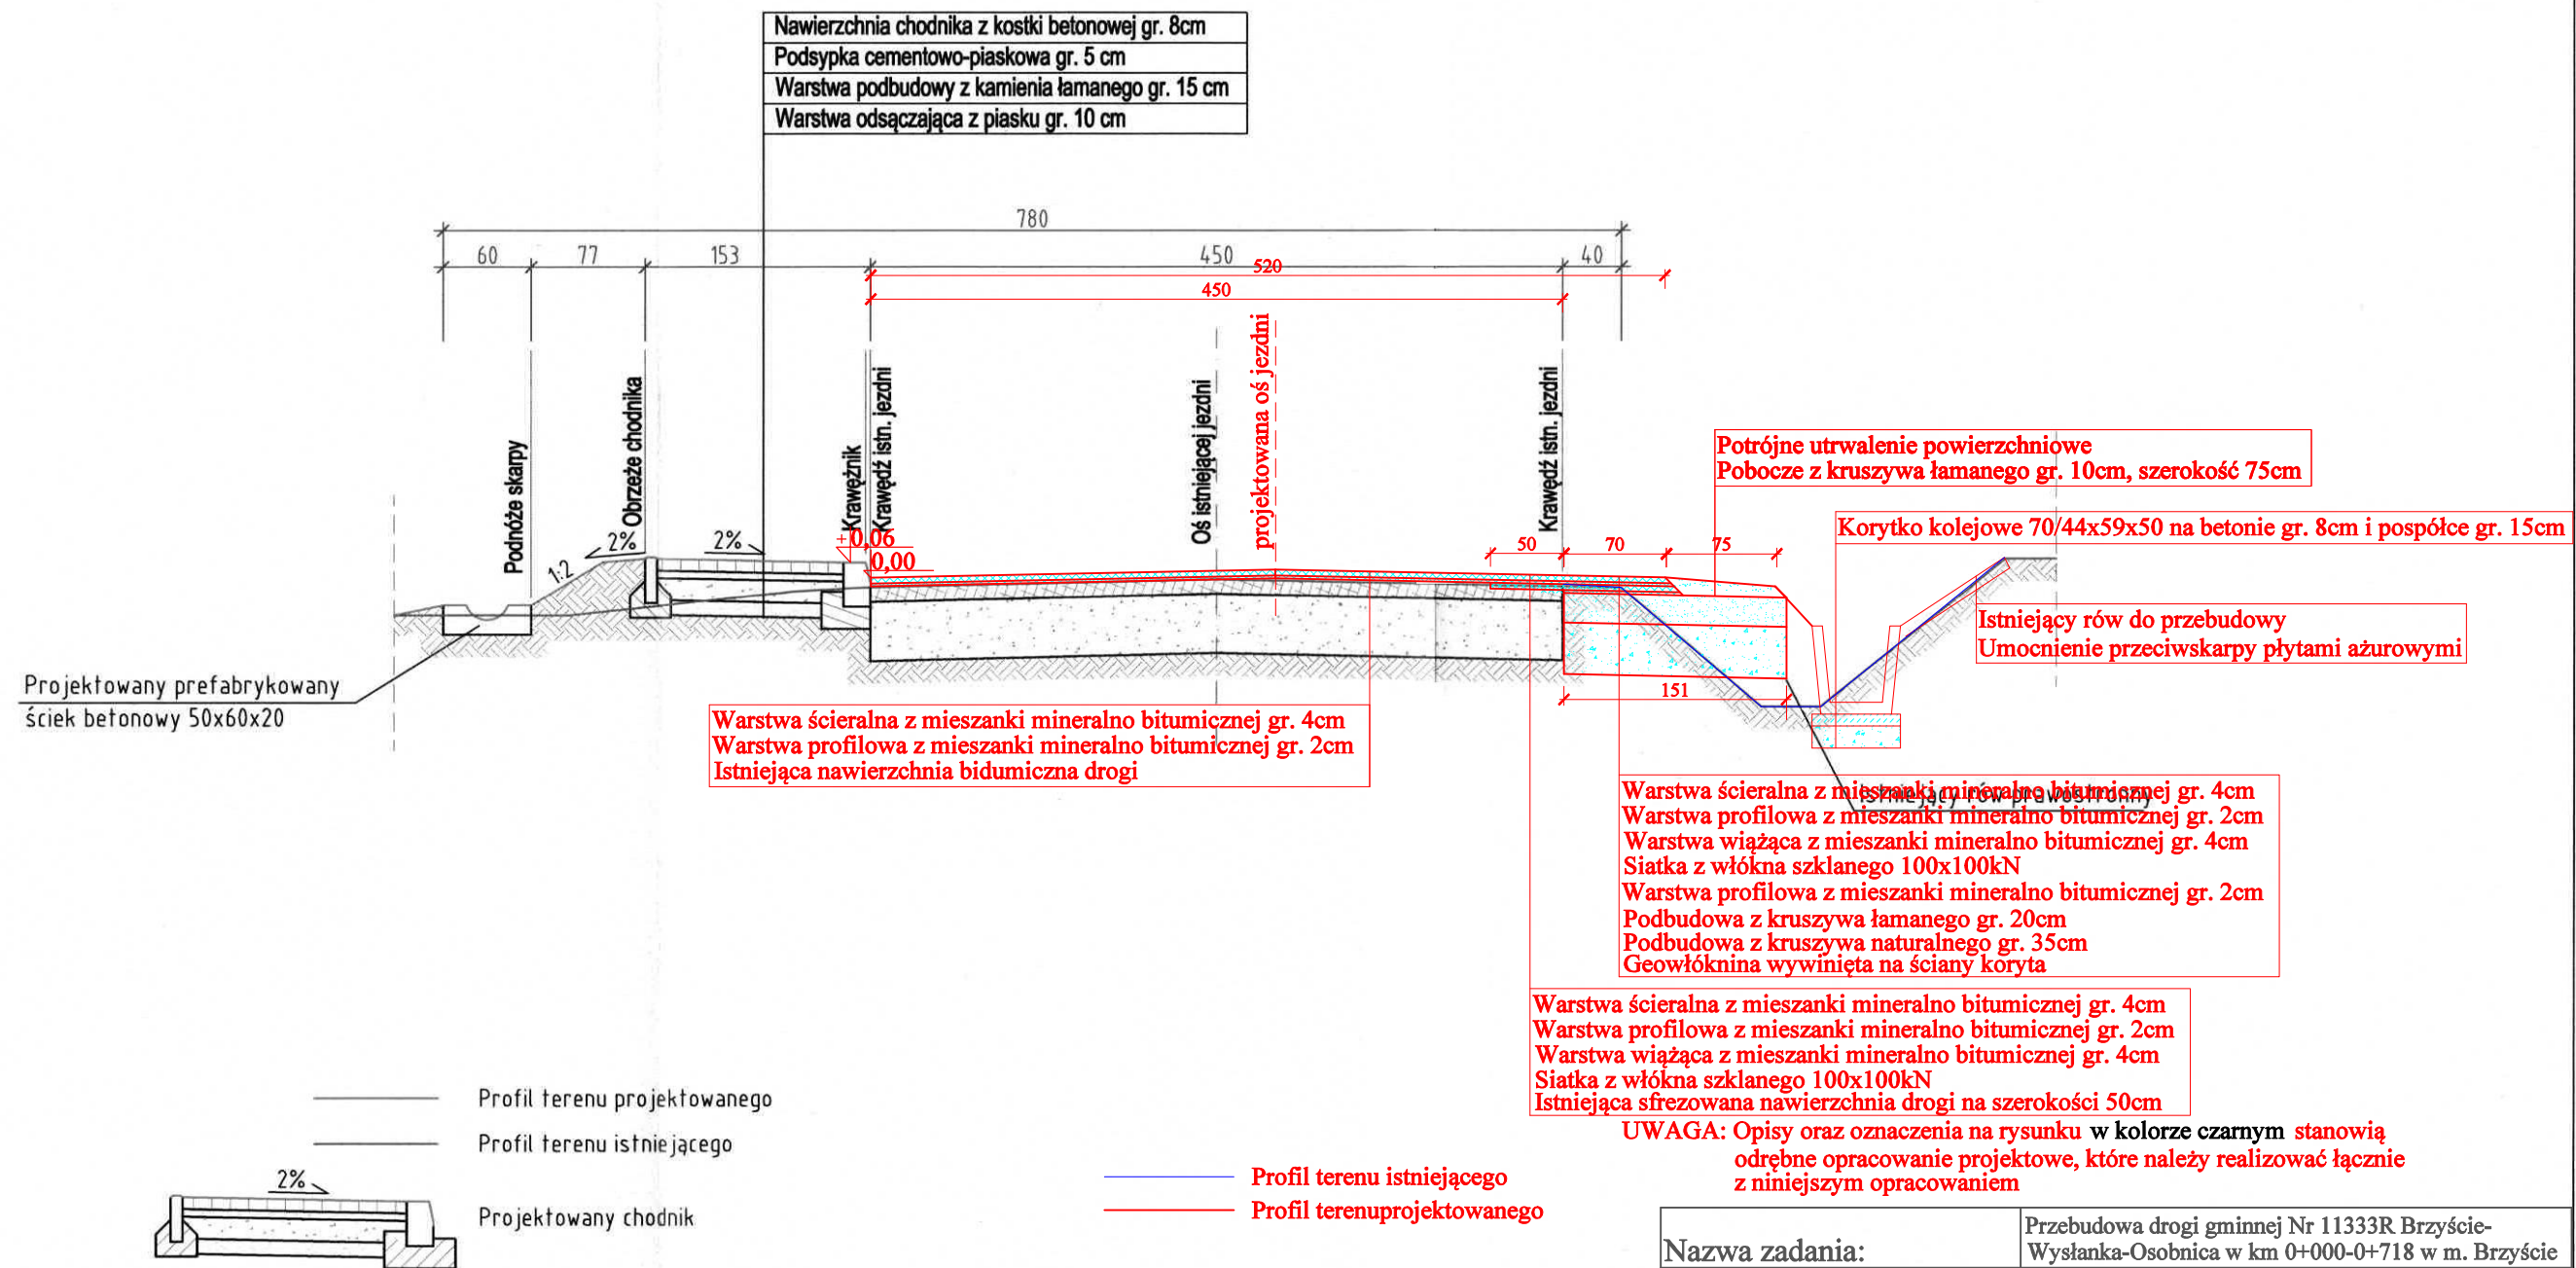 Nawierzchnia chodnika z kostki betonowej gr. 8cm
Podsypka cementowo-piaskowa gr. 5 cm
Warstwa podbudowy z kamienia łamanego gr. 15 cm
Warstwa odsączająca z piasku gr. 10 cm
780
60
77
153
450
40
520
450
Podnóże skarpy
Obrzeże chodnika
Krawężnik
Krawędź istn. jezdni
Oś istniejącej jezdni
projektowana oś jezdni
Krawędź istn. jezdni
1:2
2%
2%
+0,06
0,00
50
70
75
151
Potrójne utrwalenie powierzchniowe
Pobocze z kruszywa łamanego gr. 10cm, szerokość 75cm
Korytko kolejowe 70/44x59x50 na betonie gr. 8cm i pospółce gr. 15cm
Istniejący rów do przebudowy
Umocnienie przeciwskarpy płytami ażurowymi
Projektowany prefabrykowany
ściek betonowy 50x60x20
Warstwa ścieralna z mieszanki mineralno bitumicznej gr. 4cm
Warstwa profilowa z mieszanki mineralno bitumicznej gr. 2cm
Istniejąca nawierzchnia bidumiczna drogi
Warstwa ścieralna z mieszanki mineralno bitumicznej gr. 4cm
istniejący rów prawostronny
Warstwa profilowa z mieszanki mineralno bitumicznej gr. 2cm
Warstwa wiążąca z mieszanki mineralno bitumicznej gr. 4cm
Siatka z włókna szklanego 100x100kN
Warstwa profilowa z mieszanki mineralno bitumicznej gr. 2cm
Podbudowa z kruszywa łamanego gr. 20cm
Podbudowa z kruszywa naturalnego gr. 35cm
Geowłóknina wywinięta na ściany koryta
Warstwa ścieralna z mieszanki mineralno bitumicznej gr. 4cm
Warstwa profilowa z mieszanki mineralno bitumicznej gr. 2cm
Warstwa wiążąca z mieszanki mineralno bitumicznej gr. 4cm
Siatka z włókna szklanego 100x100kN
Istniejąca sfrezowana nawierzchnia drogi na szerokości 50cm
UWAGA: Opisy oraz oznaczenia na rysunku w kolorze czarnym stanowią
odrębne opracowanie projektowe, które należy realizować łącznie
z niniejszym opracowaniem
Profil terenu projektowanego
Profil terenu istniejącego
2%
Projektowany chodnik
Profil terenu istniejącego
Profil terenuprojektowanego
Nazwa zadania:
Przebudowa drogi gminnej Nr 11333R Brzyście-
Wysłanka-Osobnica w km 0+000-0+718 w m. Brzyście